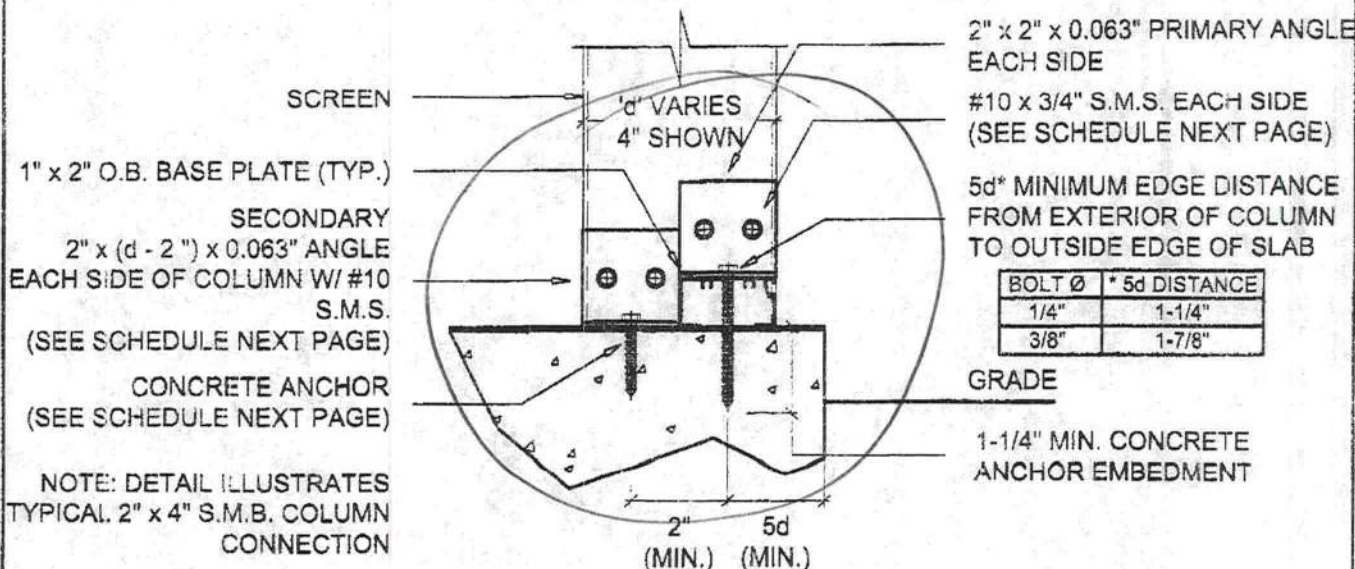 SCREEN
1" x 2" O.B. BASE PLATE (TYP.)
SECONDARY
2" x (d - 2") x 0.063" ANGLE
EACH SIDE OF COLUMN W/ #10
S.M.S.
(SEE SCHEDULE NEXT PAGE)
CONCRETE ANCHOR
(SEE SCHEDULE NEXT PAGE)
NOTE: DETAIL ILLUSTRATES
TYPICAL 2" x 4" S.M.B. COLUMN
CONNECTION
'd' VARIES
4" SHOWN
2" 5d
(MIN.) (MIN.)
2" x 2" x 0.063" PRIMARY ANGLE
EACH SIDE
#10 x 3/4" S.M.S. EACH SIDE
(SEE SCHEDULE NEXT PAGE)
5d* MINIMUM EDGE DISTANCE
FROM EXTERIOR OF COLUMN
TO OUTSIDE EDGE OF SLAB
BOLT Ø * 5d DISTANCE
1/4" 1-1/4"
3/8" 1-7/8"
GRADE
1-1/4" MIN. CONCRETE
ANCHOR EMBEDMENT